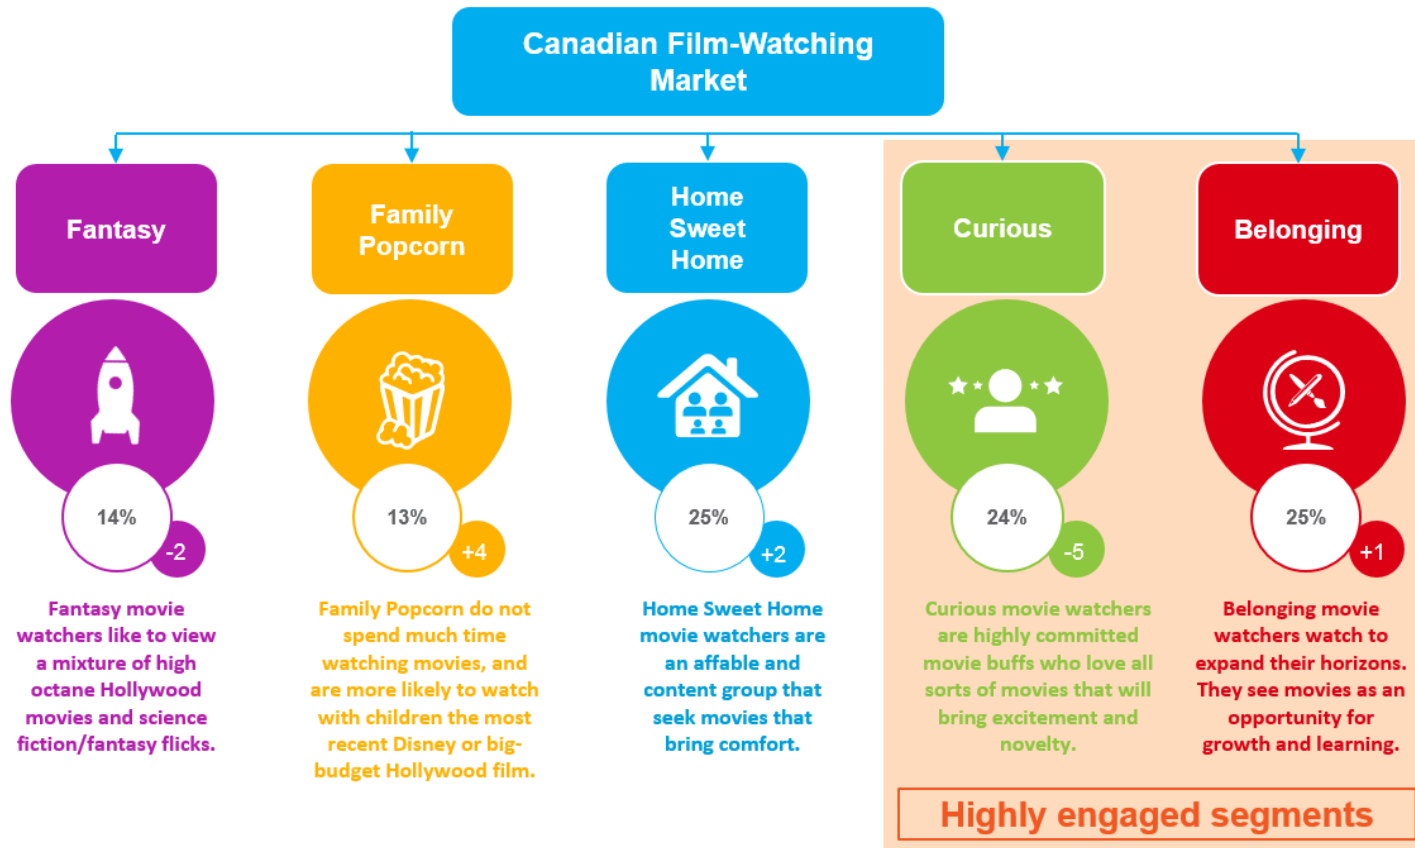 Canadian Film-Watching
Market
Fantasy
Family
Popcorn
Home
Sweet
Home
Curious
Belonging
14%
-2
13%
+4
25%
+2
24%
-5
25%
+1
Fantasy movie
watchers like to view
a mixture of high
octane Hollywood
movies and science
fiction/fantasy flicks.
Family Popcorn do not
spend much time
watching movies, and
are more likely to watch
with children the most
recent Disney or big-
budget Hollywood film.
Home Sweet Home
movie watchers are
an affable and
content group that
seek movies that
bring comfort.
Curious movie watchers
are highly committed
movie buffs who love all
sorts of movies that will
bring excitement and
novelty.
Belonging movie
watchers watch to
expand their horizons.
They see movies as an
opportunity for
growth and learning.
Highly engaged segments